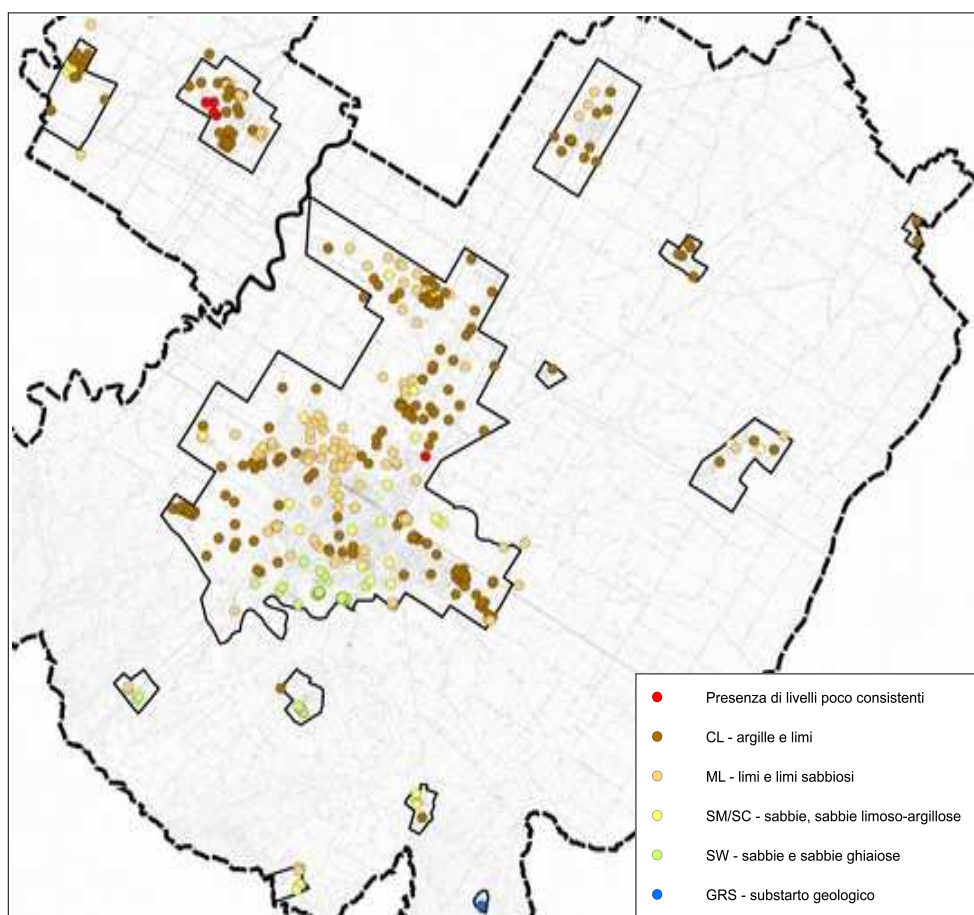 Presenza di livelli poco consistenti
CL - argille e limi
ML - limi e limi sabbiosi
SM/SC - sabbie, sabbie limoso-argillose
SW - sabbie e sabbie ghiaiose
GRS - substarto geologico